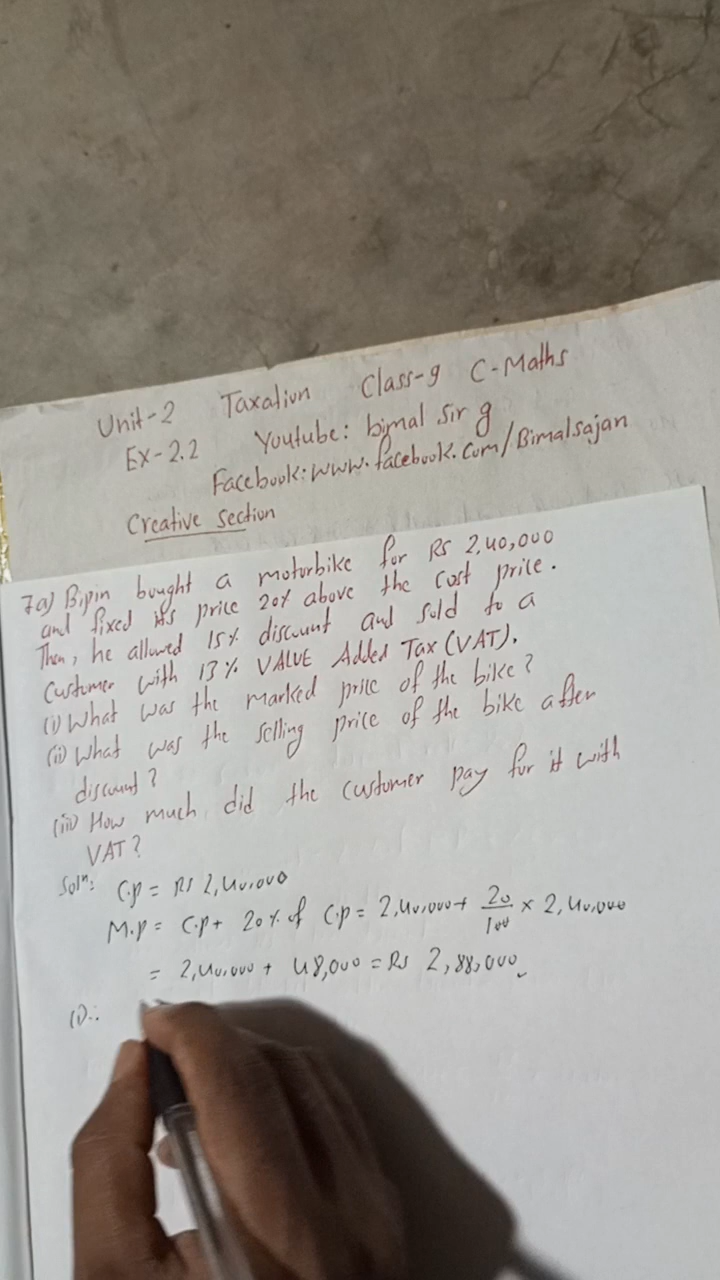 Unit-2 Taxation Class-9 C-Maths
Ex-2.2 Youtube: bimal sir g
Facebook: www.facebook.com/Bimalsajan
Creative section
7a) Bipin bought a motorbike for RS 2,40,000
and fixed its price 20% above the cost price.
Then, he allowed 15% discount and sold to a
customer with 13% VALUE Added Tax (VAT).
(i) What was the marked price of the bike?
(ii) What was the selling price of the bike after
discount?
(iii) How much did the customer pay for it with
VAT?
Solⁿ: C.P = RS 2,40,000
M.P = C.P + 20% of C.P = 2,40,000 + 20/100 × 2,40,000
= 2,40,000 + 48,000 = Rs 2,88,000
(i) ∴